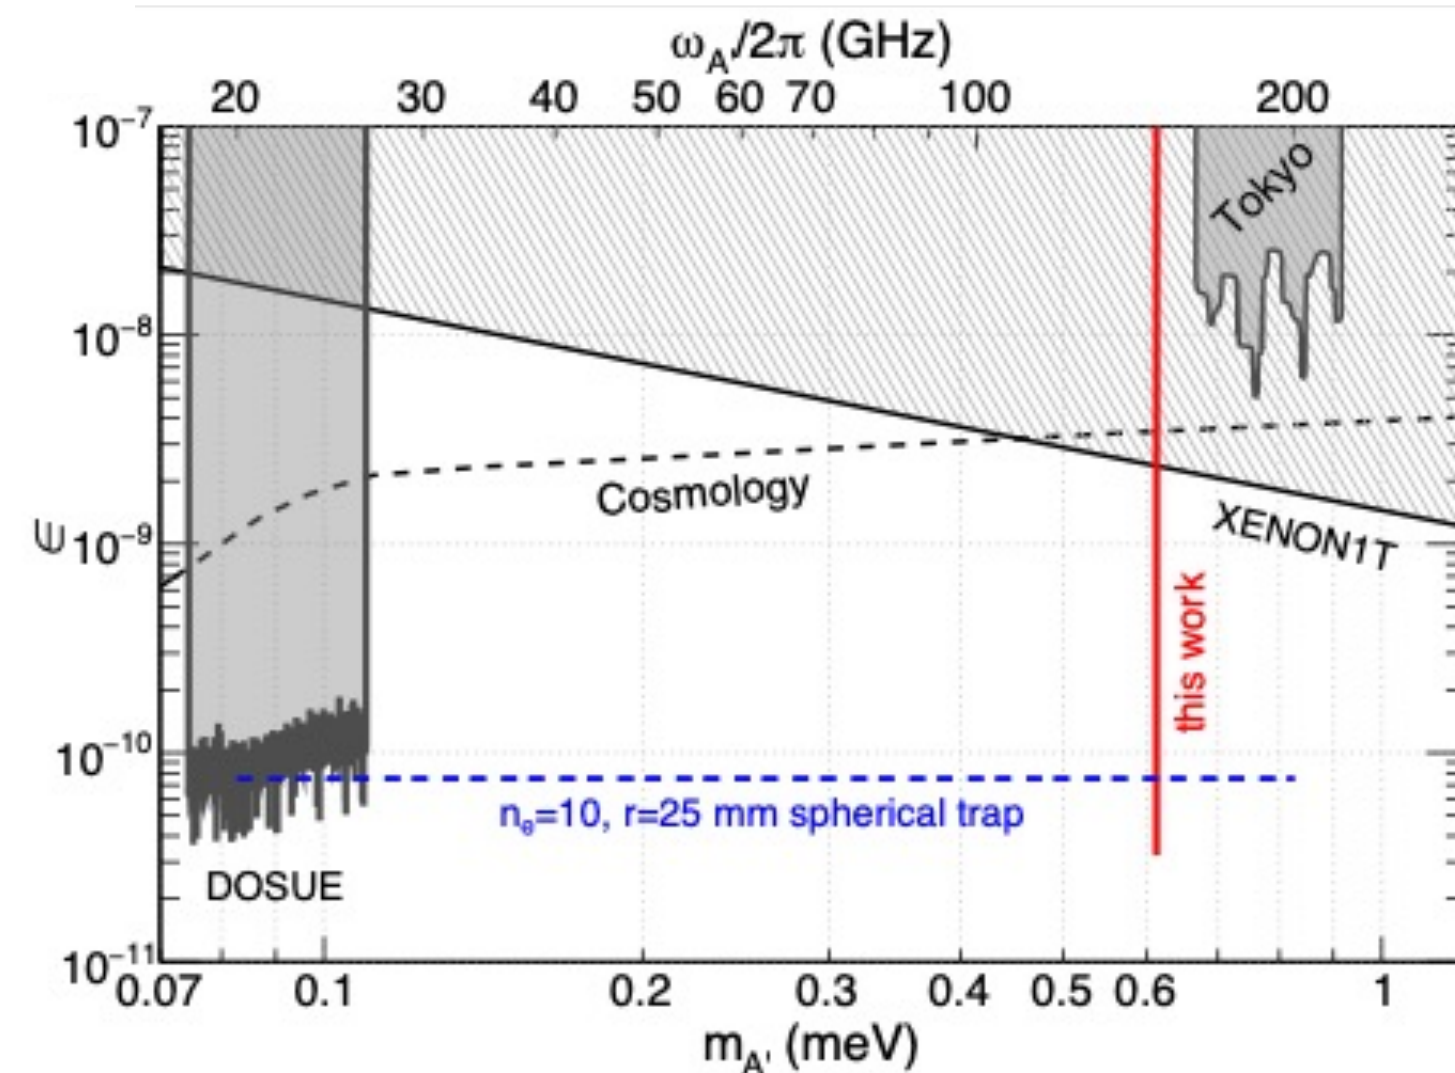 ω_A/2π (GHz)
20 30 40 50 60 70 100 200
10⁻⁷
Tokyo
10⁻⁸
Cosmology
XENON1T
∈
10⁻⁹
this work
10⁻¹⁰
nₑ=10, r=25 mm spherical trap
DOSUE
10⁻¹¹
0.07 0.1 0.2 0.3 0.4 0.5 0.6 1
m_A' (meV)